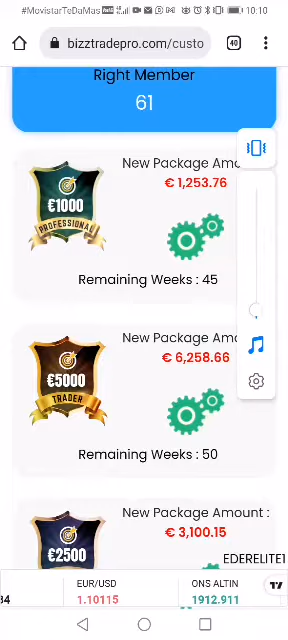 #MovistarTeDaMas
10:10
bizztradepro.com/custo
40
Right Member
61
New Package Amo
€ 1,253.76
€1000
PROFESSIONAL
Remaining Weeks : 45
New Package Am
€ 6,258.66
€5000
TRADER
Remaining Weeks : 50
New Package Amount :
€ 3,100.15
€2500
EDERELITE1
34
EUR/USD
1.10115
ONS ALTIN
1912.911